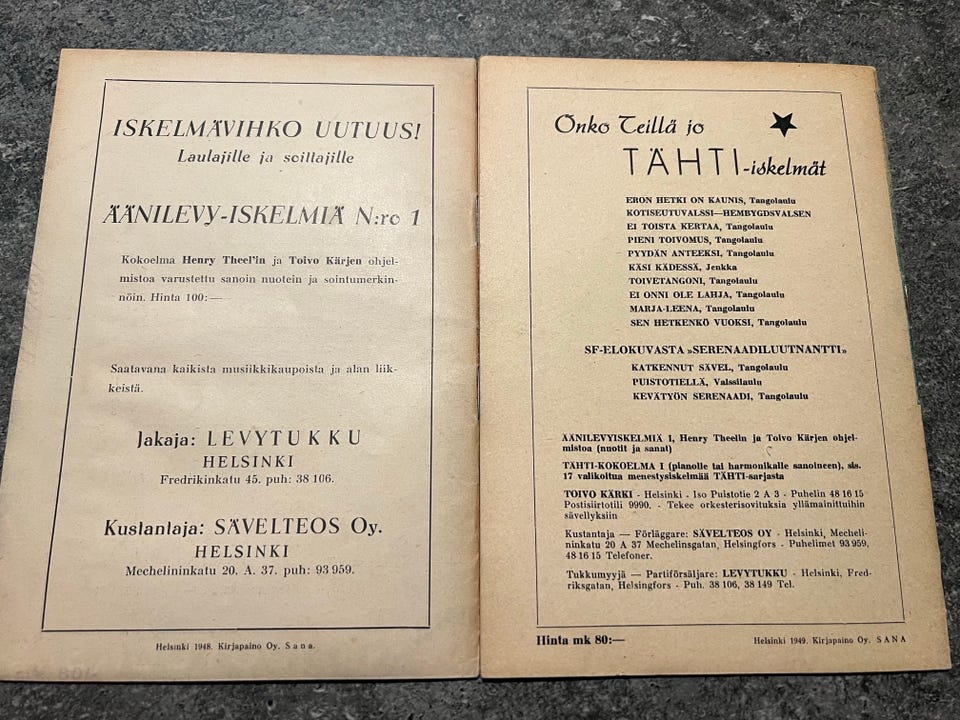 ISKELMÄVIHKO UUTUUS!
Laulajille ja soittajille
ÄÄNILEVY-ISKELMIÄ N:ro 1
Kokoelma Henry Theel'in ja Toivo Kärjen ohjel-
mistoa varustettu sanoin nuotein ja sointumerkin-
nöin. Hinta 100:—
Saatavana kaikista musiikkikaupoista ja alan liik-
keistä.
Jakaja: LEVYTUKKU
HELSINKI
Fredrikinkatu 45. puh: 38 106.
Kustantaja: SÄVELTEOS Oy.
HELSINKI
Mechelininkatu 20. A. 37. puh: 93 959.
Helsinki 1948. Kirjapaino Oy. Sana.
Onko Teillä jo
TÄHTI-iskelmät
ERON HETKI ON KAUNIS, Tangolaulu
KOTISEUTUVALSSI—HEMBYGDSVALSEN
EI TOISTA KERTAA, Tangolaulu
PIENI TOIVOMUS, Tangolaulu
PYYDÄN ANTEEKSI, Tangolaulu
KÄSI KÄDESSÄ, Jenkka
TOIVETANGONI, Tangolaulu
EI ONNI OLE LAHJA, Tangolaulu
MARJA-LEENA, Tangolaulu
SEN HETKENKÖ VUOKSI, Tangolaulu
SF-ELOKUVASTA »SERENAADILUUTNANTTI»
KATKENNUT SÄVEL, Tangolaulu
PUISTOTIELLÄ, Valssilaulu
KEVÄTYÖN SERENAADI, Tangolaulu
ÄÄNILEVYISKELMIÄ 1, Henry Theelin ja Toivo Kärjen ohjel-
mistoa (nuotit ja sanat)
TÄHTI-KOKOELMA 1 (pianolle tai harmonikalle sanoineen), sis.
17 valikoitua menestysiskelmää TÄHTI-sarjasta
TOIVO KÄRKI - Helsinki - Iso Puistotie 2 A 3 - Puhelin 48 16 15
Postisiirtotili 9990. - Tekee orkesterisovituksia yllämainittuihin
sävellyksiin
Kustantaja — Förläggare: SÄVELTEOS OY - Helsinki, Mecheli-
ninkatu 20 A 37 Mechelinsgatan, Helsingfors - Puhelimet 93 959,
48 16 15 Telefoner.
Tukkumyyjä — Partiförsäljare: LEVYTUKKU - Helsinki, Fred-
riksgatan, Helsingfors - Puh. 38 106, 38 149 Tel.
Hinta mk 80:—
Helsinki 1949. Kirjapaino Oy. SANA